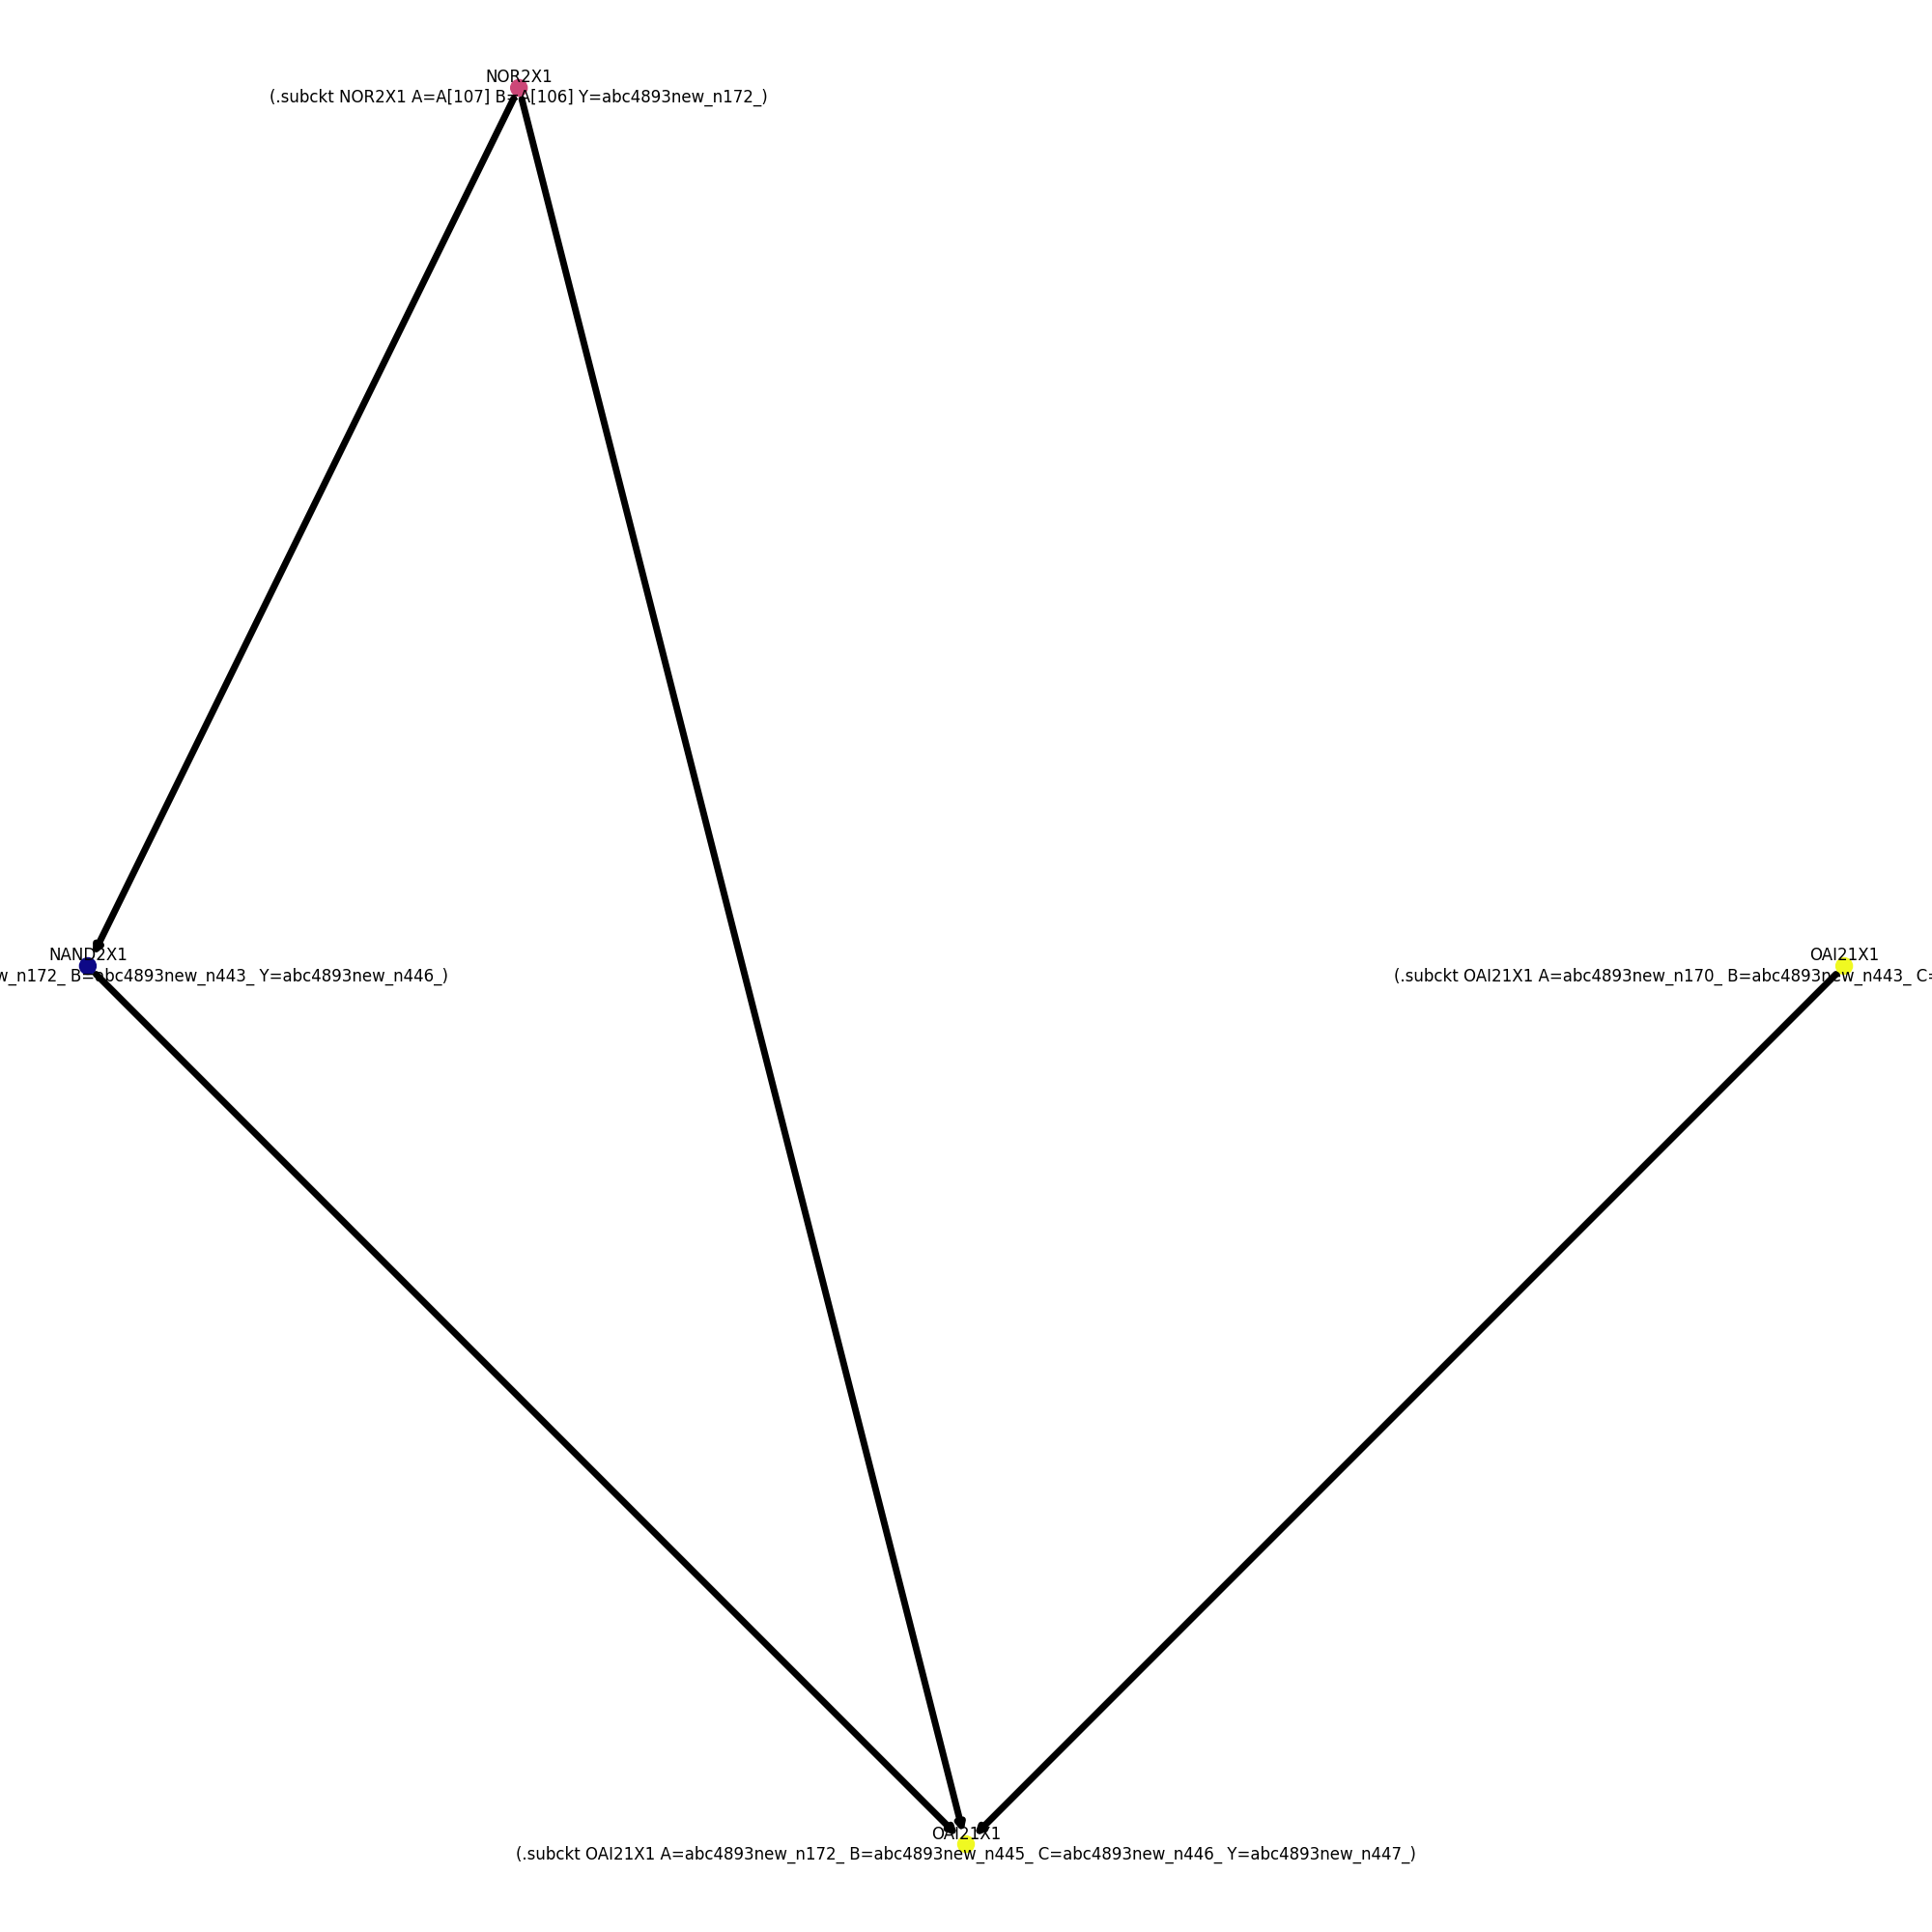 NOR2X1
(.subckt NOR2X1 A=A[107] B=A[106] Y=abc4893new_n172_)
NAND2X1
w_n172_ B=abc4893new_n443_ Y=abc4893new_n446_)
OAI21X1
(.subckt OAI21X1 A=abc4893new_n170_ B=abc4893new_n443_ C=
OAI21X1
(.subckt OAI21X1 A=abc4893new_n172_ B=abc4893new_n445_ C=abc4893new_n446_ Y=abc4893new_n447_)